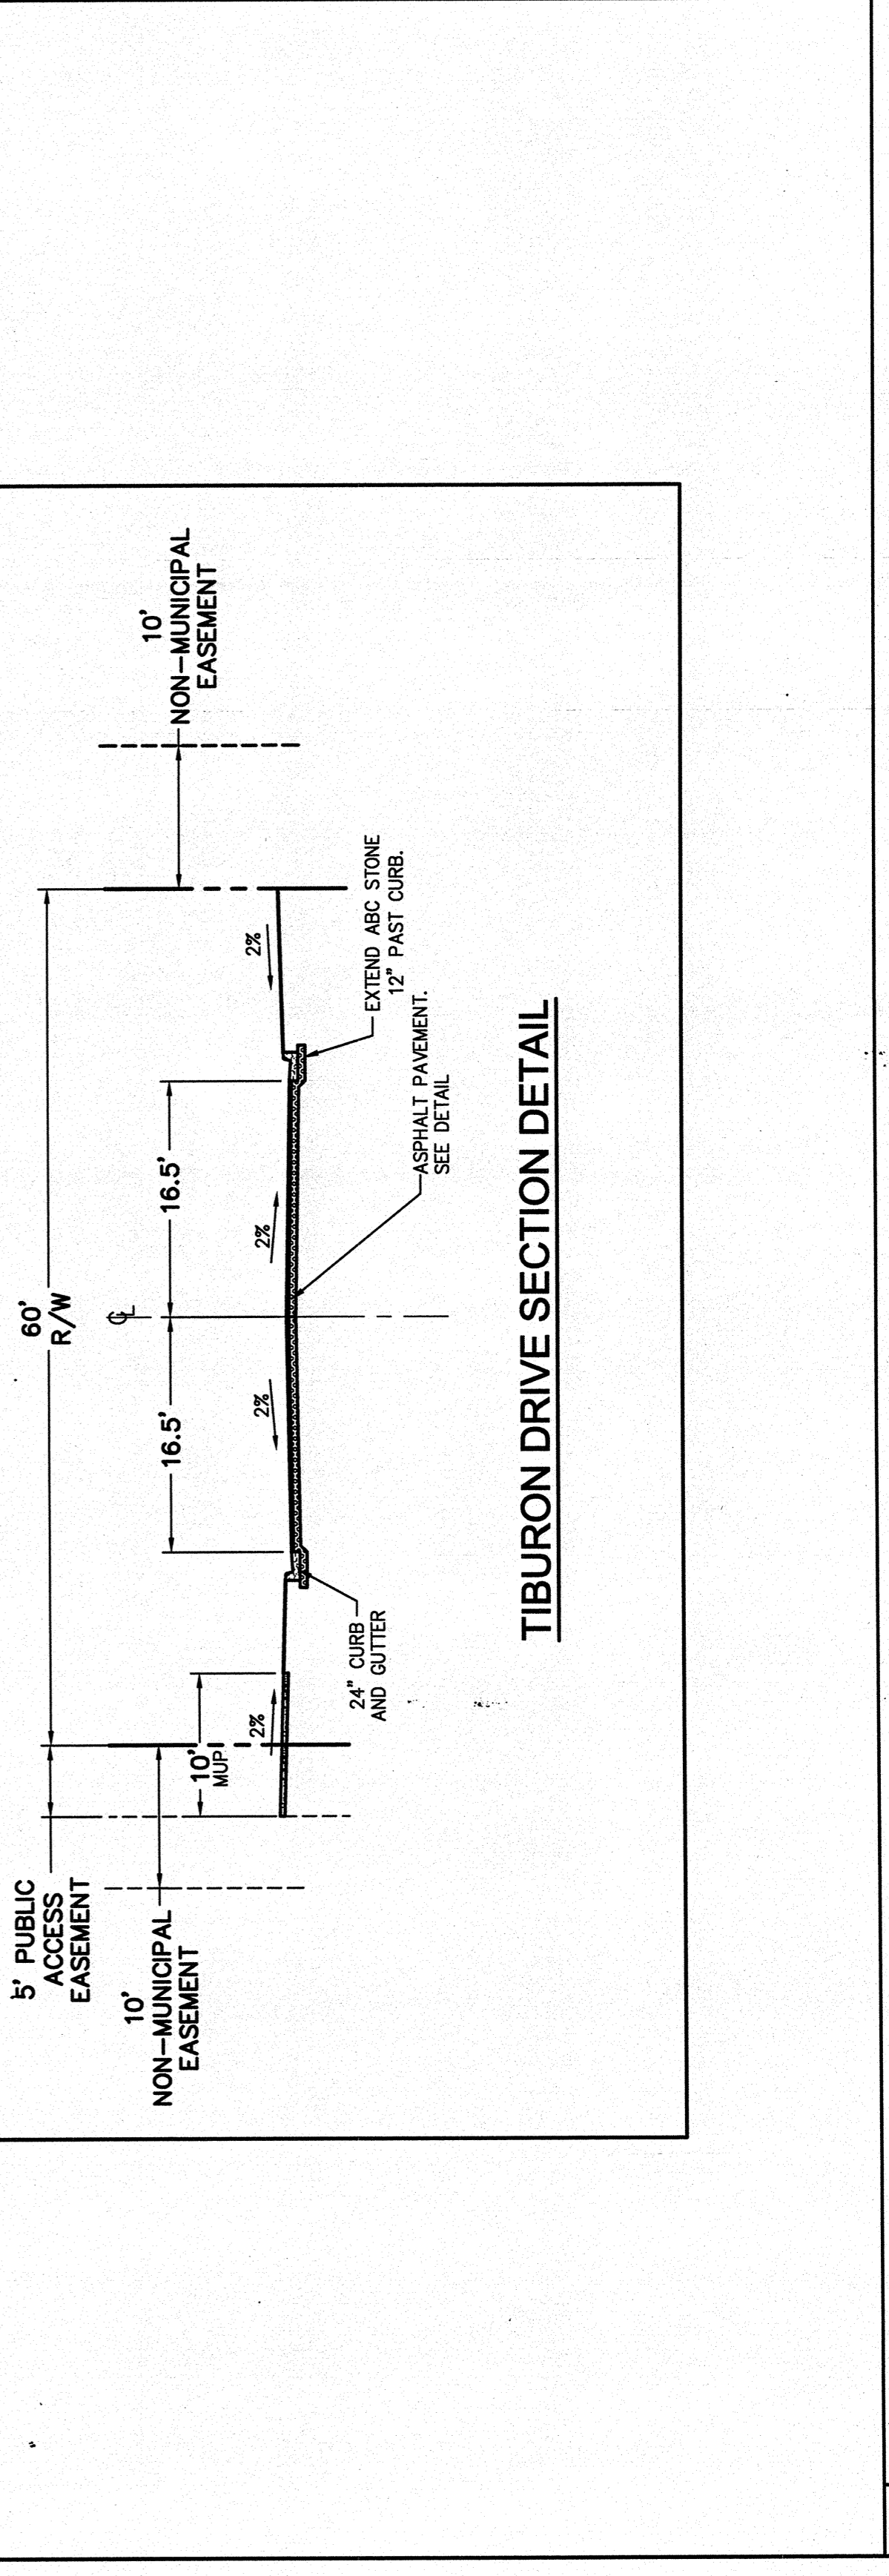 5' PUBLIC
ACCESS
EASEMENT
60'
R/W
10'
NON-MUNICIPAL
EASEMENT
10'
NON-MUNICIPAL
EASEMENT
10'
MUP
16.5'
CL
16.5'
2%
2%
2%
2%
24" CURB
AND GUTTER
ASPHALT PAVEMENT.
SEE DETAIL
EXTEND ABC STONE
12" PAST CURB.
TIBURON DRIVE SECTION DETAIL